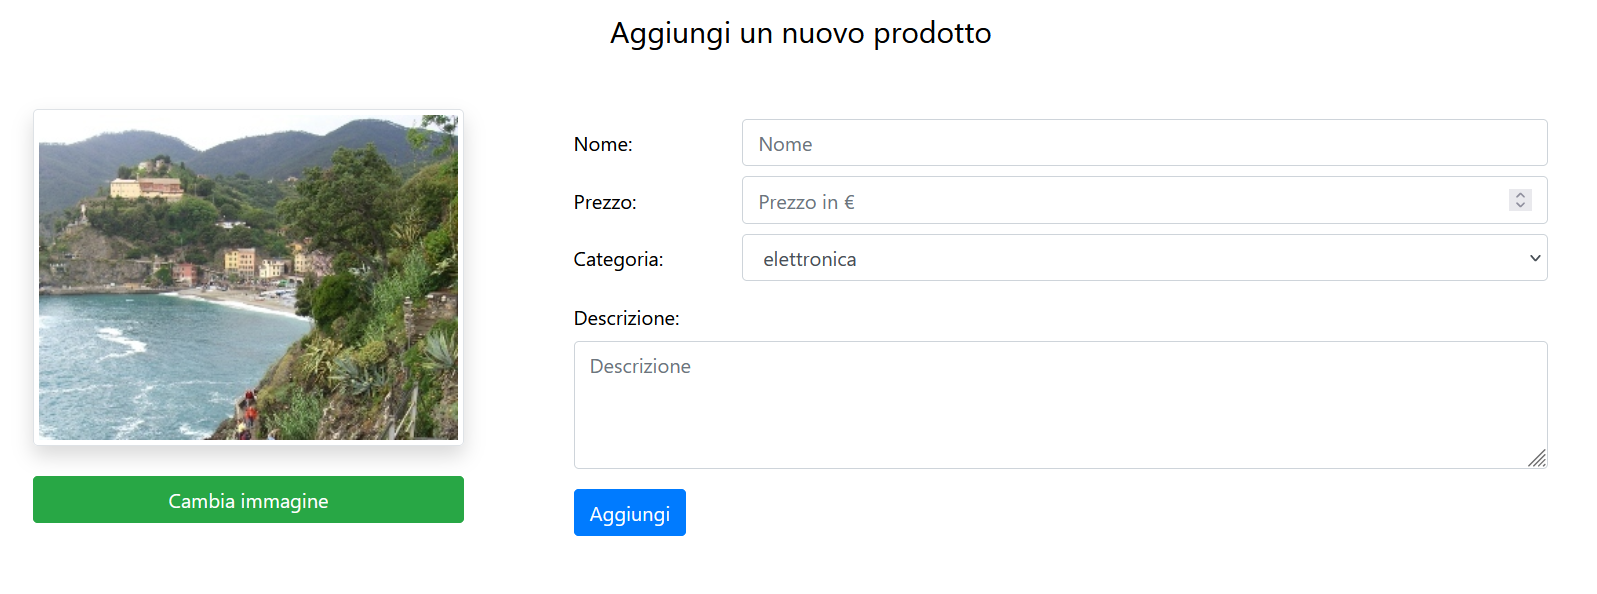 Aggiungi un nuovo prodotto
Cambia immagine
Nome:
Nome
Prezzo:
Prezzo in €
Categoria:
elettronica
Descrizione:
Descrizione
Aggiungi